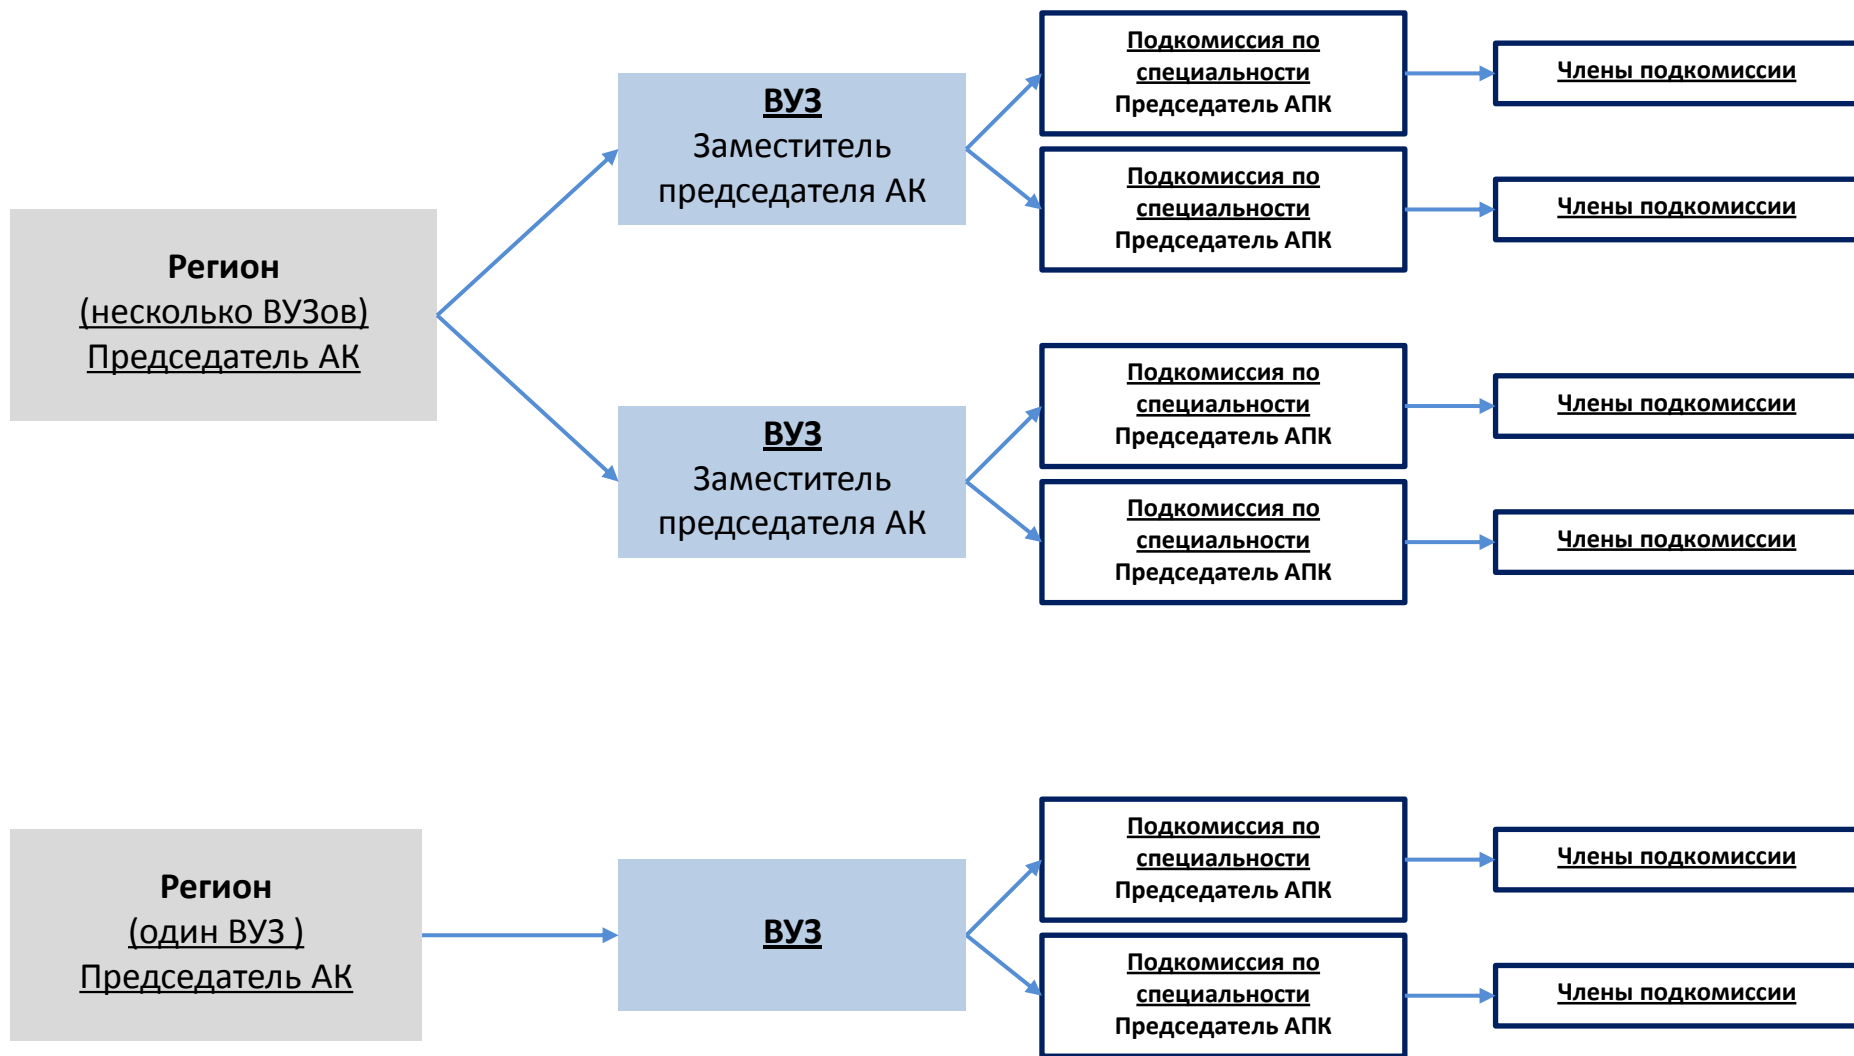 Регион
(несколько ВУЗов)
Председатель АК
ВУЗ
Заместитель
председателя АК
Подкомиссия по
специальности
Председатель АПК
Члены подкомиссии
Подкомиссия по
специальности
Председатель АПК
Члены подкомиссии
ВУЗ
Заместитель
председателя АК
Подкомиссия по
специальности
Председатель АПК
Члены подкомиссии
Подкомиссия по
специальности
Председатель АПК
Члены подкомиссии
Регион
(один ВУЗ )
Председатель АК
ВУЗ
Подкомиссия по
специальности
Председатель АПК
Члены подкомиссии
Подкомиссия по
специальности
Председатель АПК
Члены подкомиссии